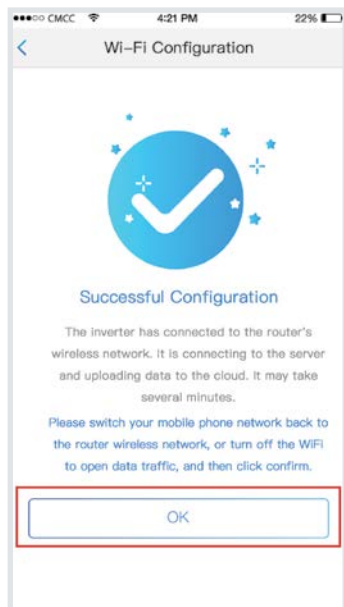 CMCC 4:21 PM 22%
Wi-Fi Configuration
Successful Configuration
The inverter has connected to the router's
wireless network. It is connecting to the server
and uploading data to the cloud. It may take
several minutes.
Please switch your mobile phone network back to
the router wireless network, or turn off the WiFi
to open data traffic, and then click confirm.
OK